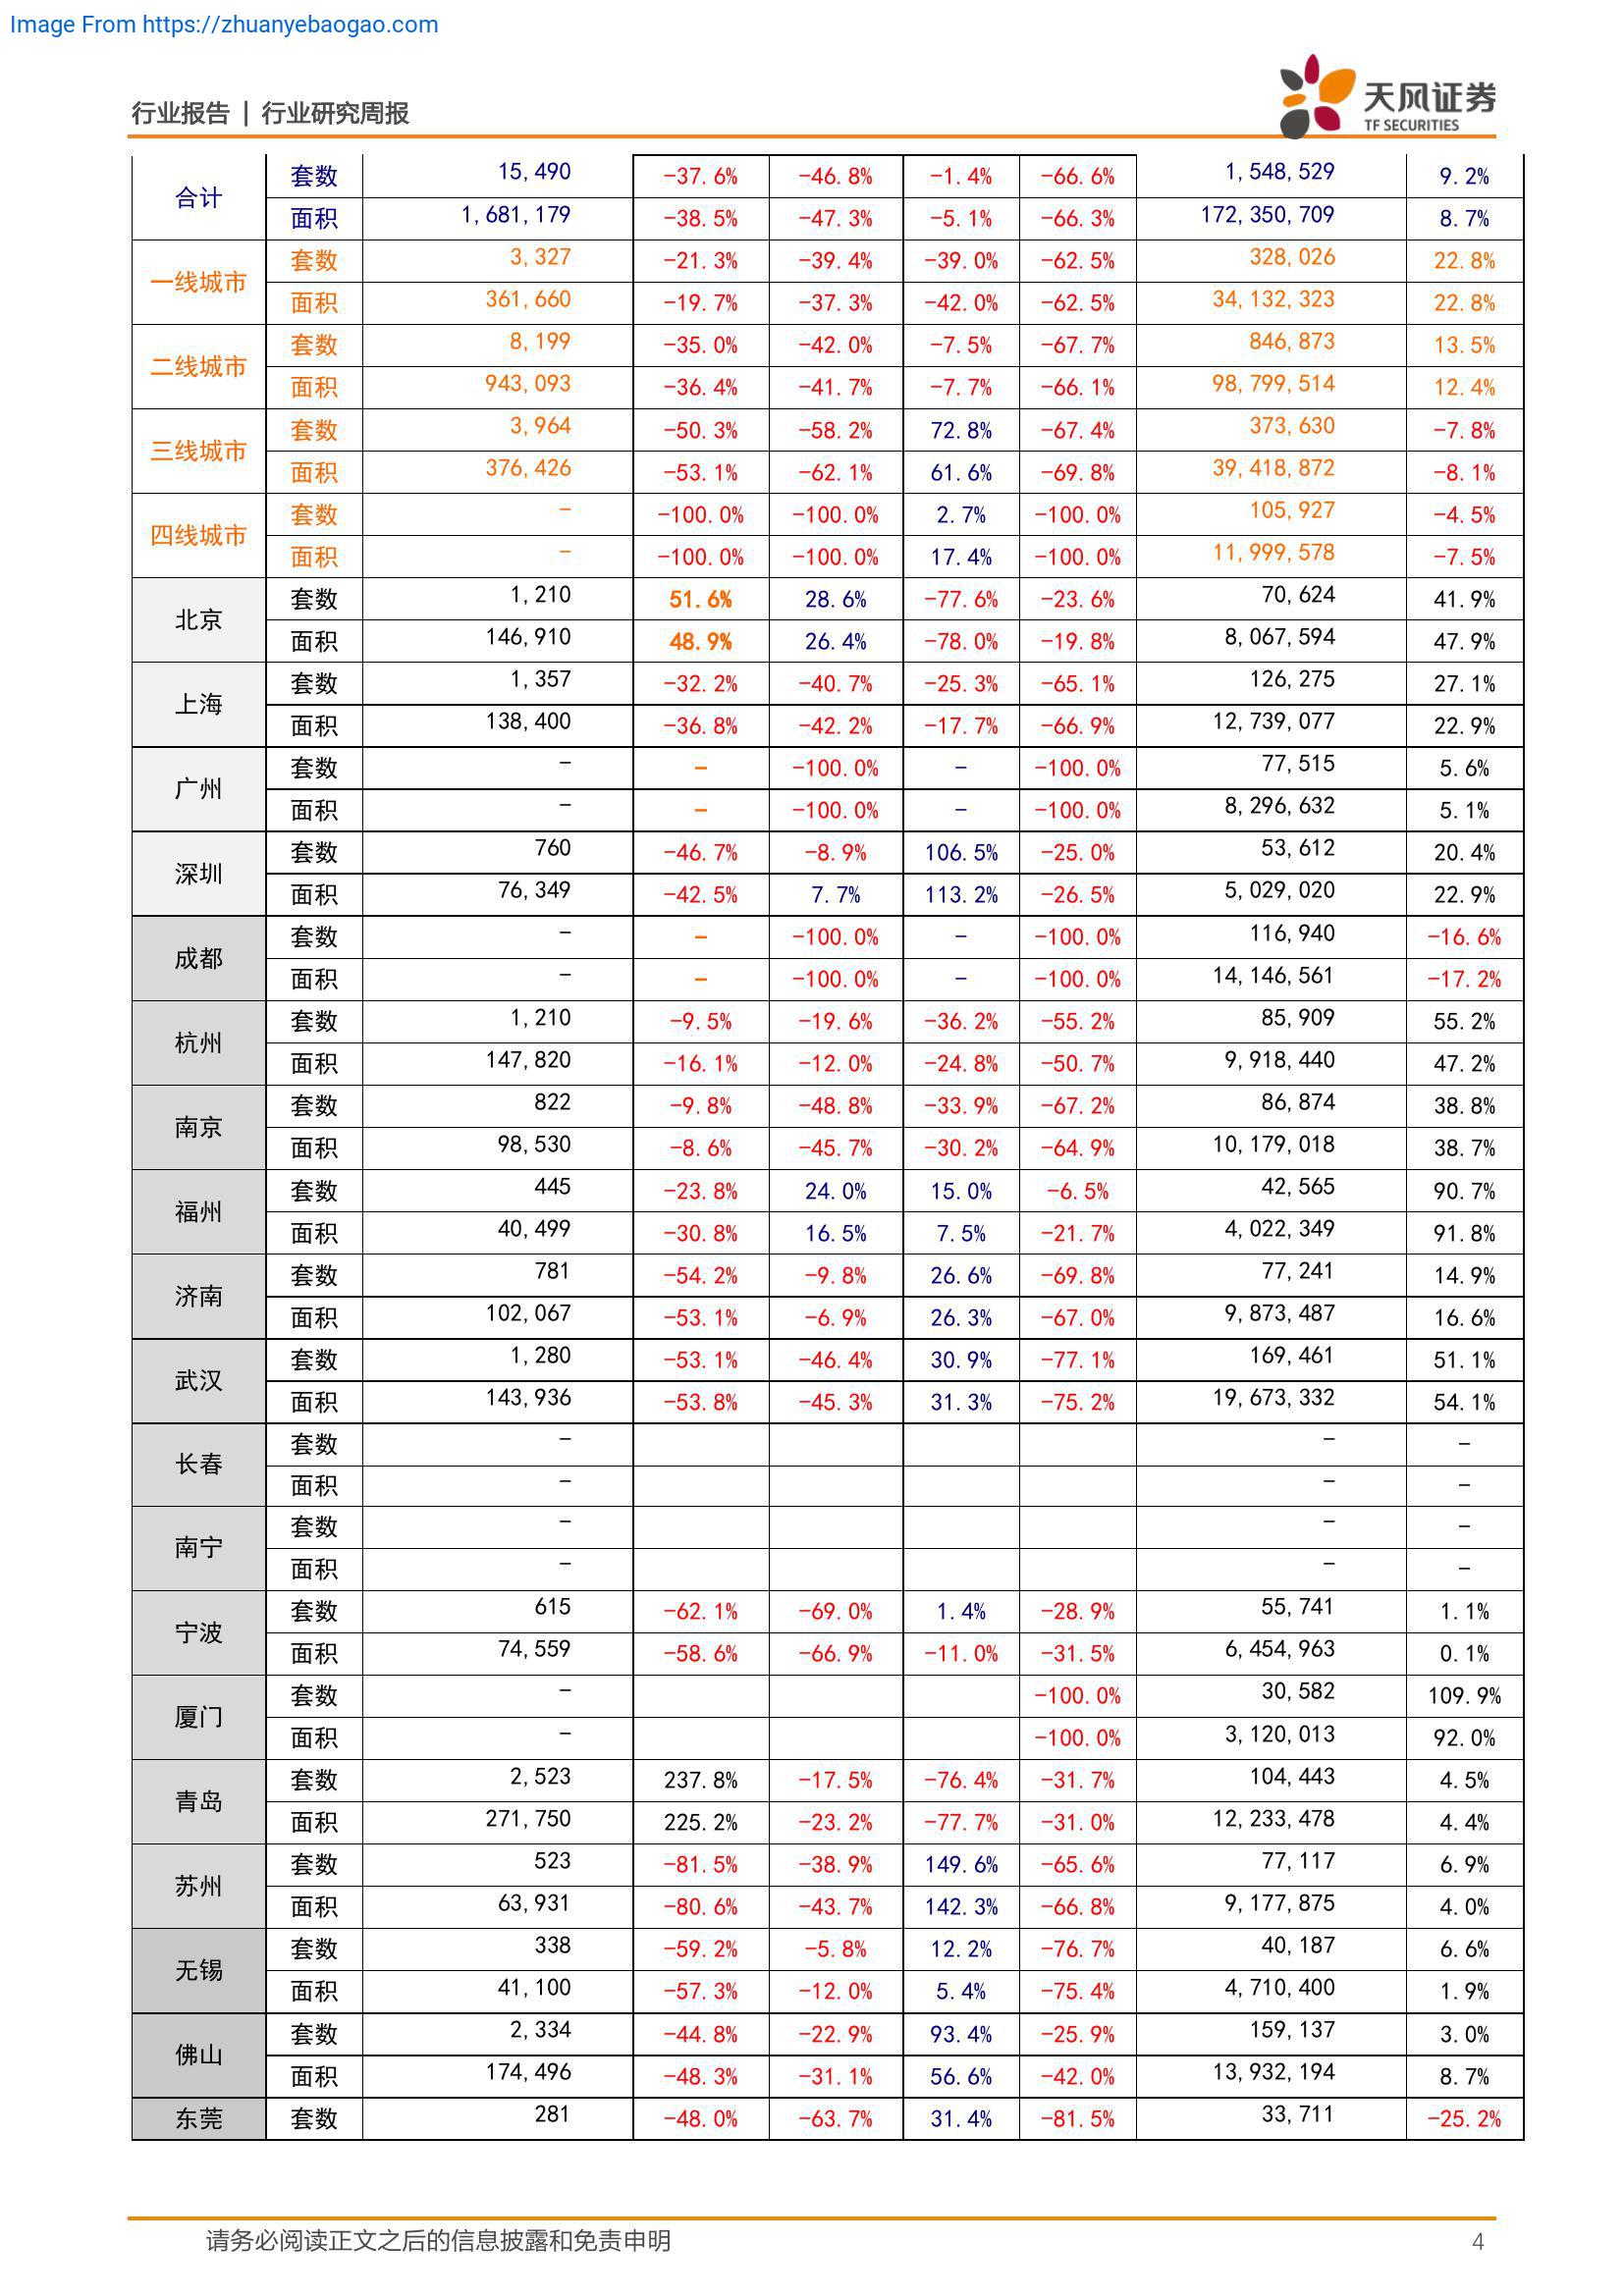 Image From https://zhuanyebaogao.com
行业报告 | 行业研究周报
天风证券
TF SECURITIES
合计 套数 15,490 -37.6% -46.8% -1.4% -66.6% 1,548,529 9.2%
面积 1,681,179 -38.5% -47.3% -5.1% -66.3% 172,350,709 8.7%
一线城市 套数 3,327 -21.3% -39.4% -39.0% -62.5% 328,026 22.8%
面积 361,660 -19.7% -37.3% -42.0% -62.5% 34,132,323 22.8%
二线城市 套数 8,199 -35.0% -42.0% -7.5% -67.7% 846,873 13.5%
面积 943,093 -36.4% -41.7% -7.7% -66.1% 98,799,514 12.4%
三线城市 套数 3,964 -50.3% -58.2% 72.8% -67.4% 373,630 -7.8%
面积 376,426 -53.1% -62.1% 61.6% -69.8% 39,418,872 -8.1%
四线城市 套数 - -100.0% -100.0% 2.7% -100.0% 105,927 -4.5%
面积 - -100.0% -100.0% 17.4% -100.0% 11,999,578 -7.5%
北京 套数 1,210 51.6% 28.6% -77.6% -23.6% 70,624 41.9%
面积 146,910 48.9% 26.4% -78.0% -19.8% 8,067,594 47.9%
上海 套数 1,357 -32.2% -40.7% -25.3% -65.1% 126,275 27.1%
面积 138,400 -36.8% -42.2% -17.7% -66.9% 12,739,077 22.9%
广州 套数 - - -100.0% - -100.0% 77,515 5.6%
面积 - - -100.0% - -100.0% 8,296,632 5.1%
深圳 套数 760 -46.7% -8.9% 106.5% -25.0% 53,612 20.4%
面积 76,349 -42.5% 7.7% 113.2% -26.5% 5,029,020 22.9%
成都 套数 - - -100.0% - -100.0% 116,940 -16.6%
面积 - - -100.0% - -100.0% 14,146,561 -17.2%
杭州 套数 1,210 -9.5% -19.6% -36.2% -55.2% 85,909 55.2%
面积 147,820 -16.1% -12.0% -24.8% -50.7% 9,918,440 47.2%
南京 套数 822 -9.8% -48.8% -33.9% -67.2% 86,874 38.8%
面积 98,530 -8.6% -45.7% -30.2% -64.9% 10,179,018 38.7%
福州 套数 445 -23.8% 24.0% 15.0% -6.5% 42,565 90.7%
面积 40,499 -30.8% 16.5% 7.5% -21.7% 4,022,349 91.8%
济南 套数 781 -54.2% -9.8% 26.6% -69.8% 77,241 14.9%
面积 102,067 -53.1% -6.9% 26.3% -67.0% 9,873,487 16.6%
武汉 套数 1,280 -53.1% -46.4% 30.9% -77.1% 169,461 51.1%
面积 143,936 -53.8% -45.3% 31.3% -75.2% 19,673,332 54.1%
长春 套数 - - -
面积 - - -
南宁 套数 - - -
面积 - - -
宁波 套数 615 -62.1% -69.0% 1.4% -28.9% 55,741 1.1%
面积 74,559 -58.6% -66.9% -11.0% -31.5% 6,454,963 0.1%
厦门 套数 - -100.0% 30,582 109.9%
面积 - -100.0% 3,120,013 92.0%
青岛 套数 2,523 237.8% -17.5% -76.4% -31.7% 104,443 4.5%
面积 271,750 225.2% -23.2% -77.7% -31.0% 12,233,478 4.4%
苏州 套数 523 -81.5% -38.9% 149.6% -65.6% 77,117 6.9%
面积 63,931 -80.6% -43.7% 142.3% -66.8% 9,177,875 4.0%
无锡 套数 338 -59.2% -5.8% 12.2% -76.7% 40,187 6.6%
面积 41,100 -57.3% -12.0% 5.4% -75.4% 4,710,400 1.9%
佛山 套数 2,334 -44.8% -22.9% 93.4% -25.9% 159,137 3.0%
面积 174,496 -48.3% -31.1% 56.6% -42.0% 13,932,194 8.7%
东莞 套数 281 -48.0% -63.7% 31.4% -81.5% 33,711 -25.2%
请务必阅读正文之后的信息披露和免责申明 4